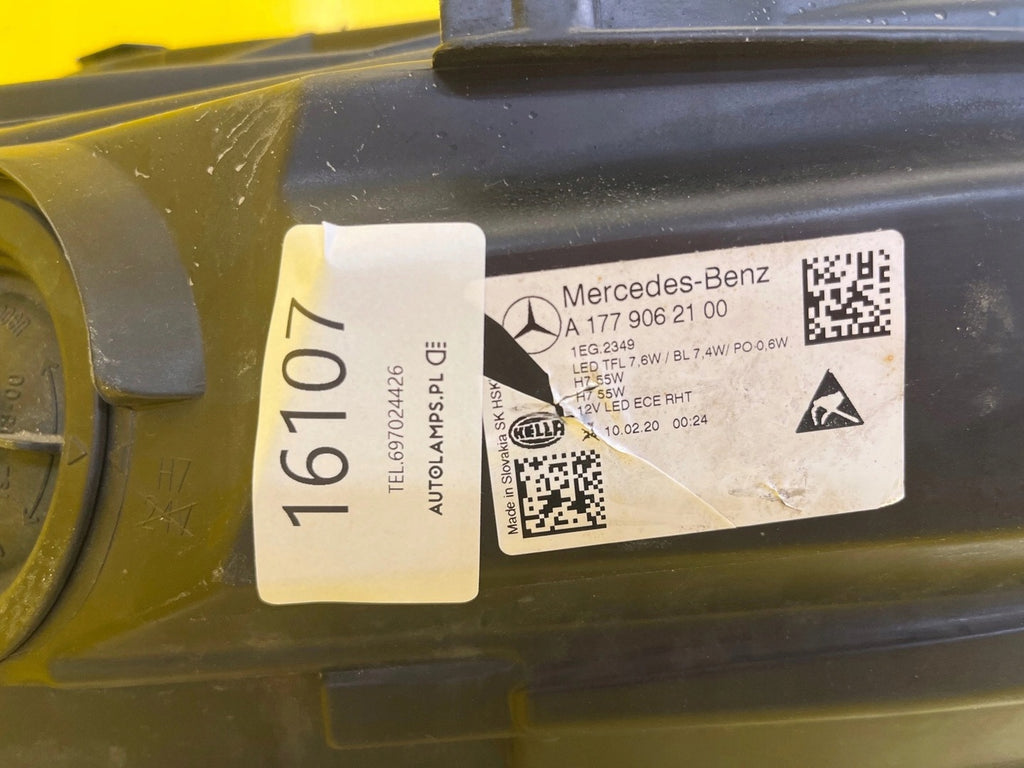 16107
TEL.697024426
AUTOLAMPS.PL
Mercedes-Benz
A 177 906 21 00
1EG.2349
LED TFL 7,6W / BL 7,4W/ PO 0,6W
H7 55W
H7 55W
12V LED ECE RHT
HELLA
10.02.20 00:24
Made in Slovakia SK HSK
H7